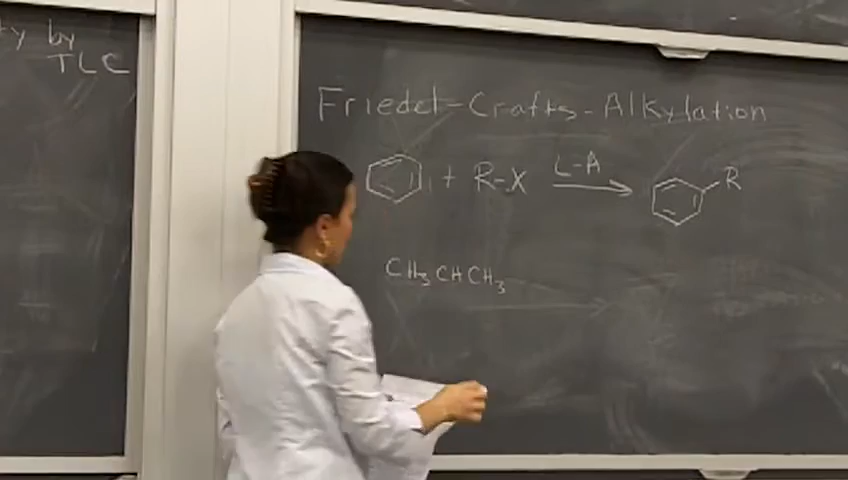 by
TLC
Friedel-Crafts-Alkylation
+ R-X L-A R
CH3CHCH3